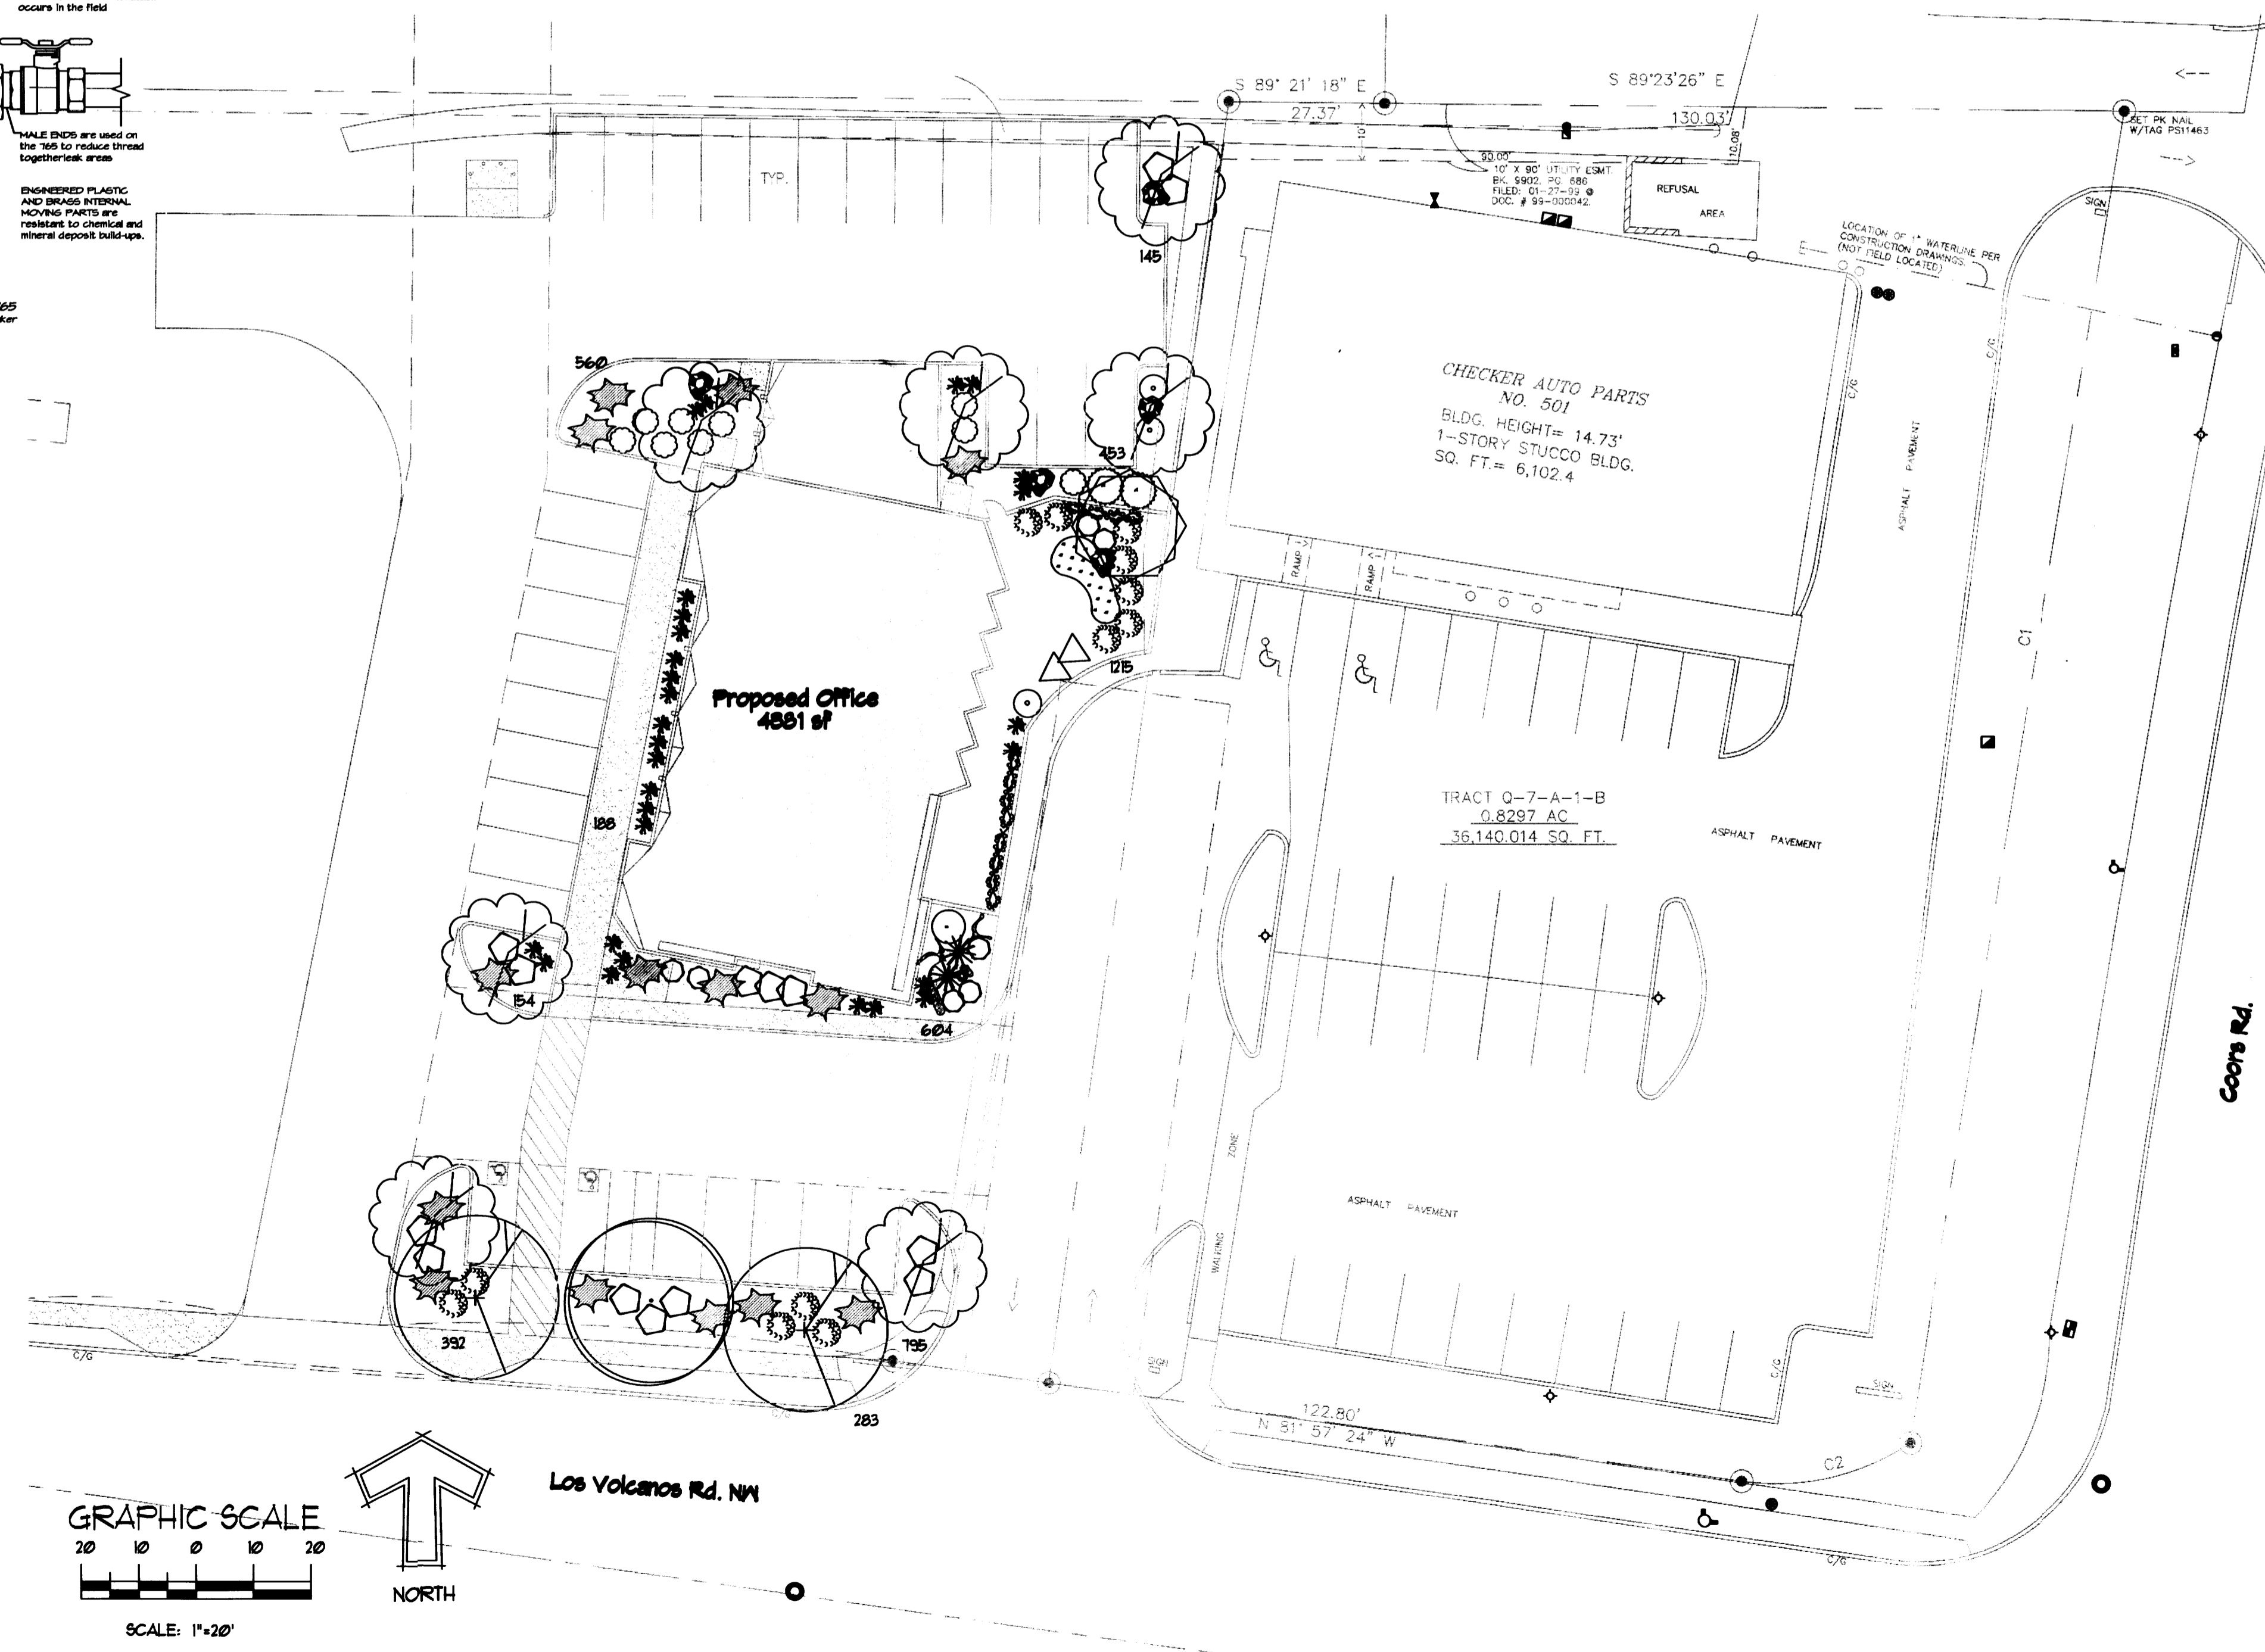 occurs in the field
MALE ENDS are used on
the 765 to reduce thread
togetherleak areas
ENGINEERED PLASTIC
AND BRASS INTERNAL
MOVING PARTS are
resistant to chemical and
mineral deposit build-ups.
S 89° 21' 18" E
27.37'
S 89°23'26" E
130.03'
10'
10.08'
SET PK NAIL
W/TAG PS11463
90.00'
10' X 90' UTILITY ESMT.
BK. 9902, PG. 686
FILED: 01-27-99 @
DOC. # 99-000042.
REFUSAL
AREA
TYP.
145
SIGN
LOCATION OF 1" WATERLINE PER
CONSTRUCTION DRAWINGS.
(NOT FIELD LOCATED)
E
C/G
C/G
560
453
CHECKER AUTO PARTS
NO. 501
BLDG. HEIGHT= 14.73'
1-STORY STUCCO BLDG.
SQ. FT.= 6,102.4
ASPHALT PAVEMENT
RAMP
RAMP
C1
1215
Proposed Office
4881 sf
188
TRACT Q-7-A-1-B
0.8297 AC
36,140.014 SQ. FT.
ASPHALT PAVEMENT
154
604
Coors Rd.
WALKING ZONE
ASPHALT PAVEMENT
392
795
283
C/G
C/G
SIGN
C/G
SIGN
122.80'
N 81° 57' 24" W
C2
C/G
Los Volcanos Rd. NW
GRAPHIC SCALE
20 10 0 10 20
SCALE: 1"=20'
NORTH